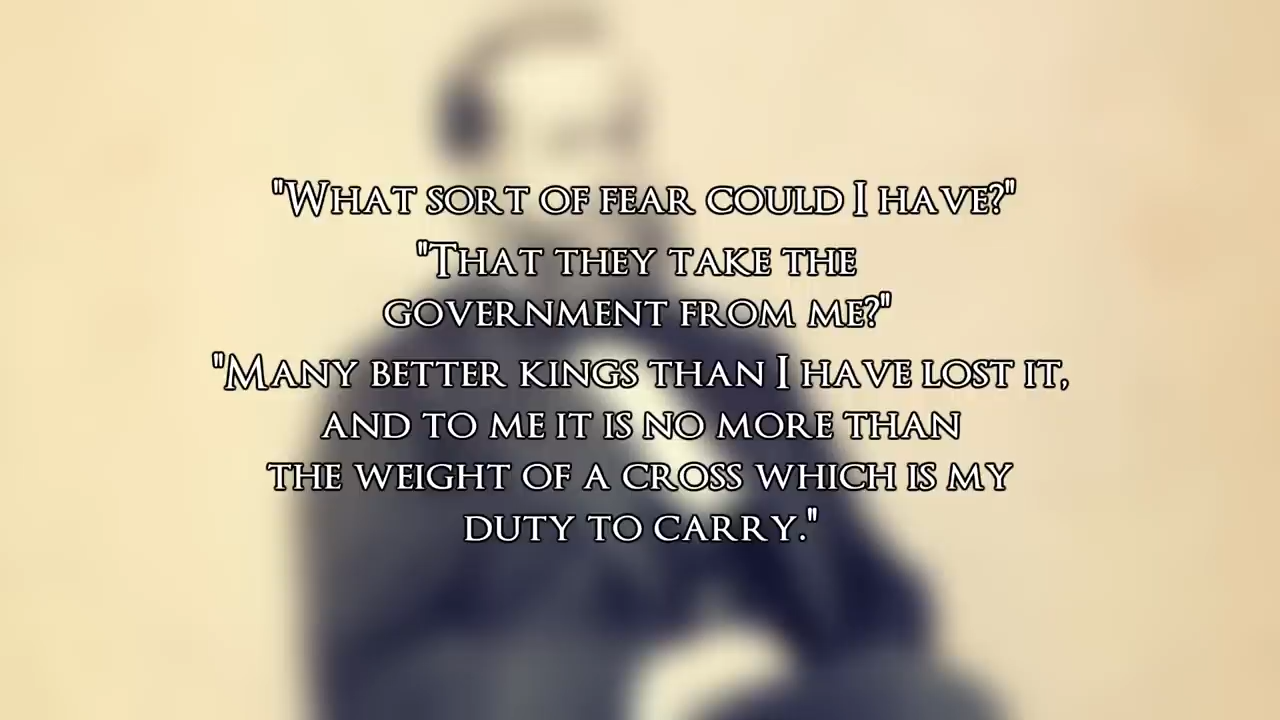 "What sort of fear could I have?"
"That they take the
government from me?"
"Many better kings than I have lost it,
and to me it is no more than
the weight of a cross which is my
duty to carry."